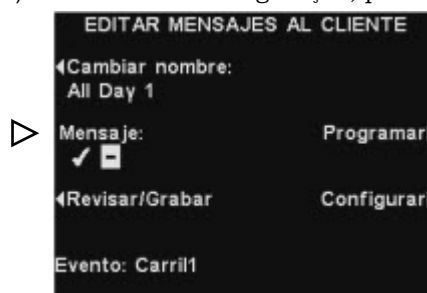 EDITAR MENSAJES AL CLIENTE
Cambiar nombre:
All Day 1
Mensaje: Programar
✓ -
Revisar/Grabar Configurar
Evento: Carril1